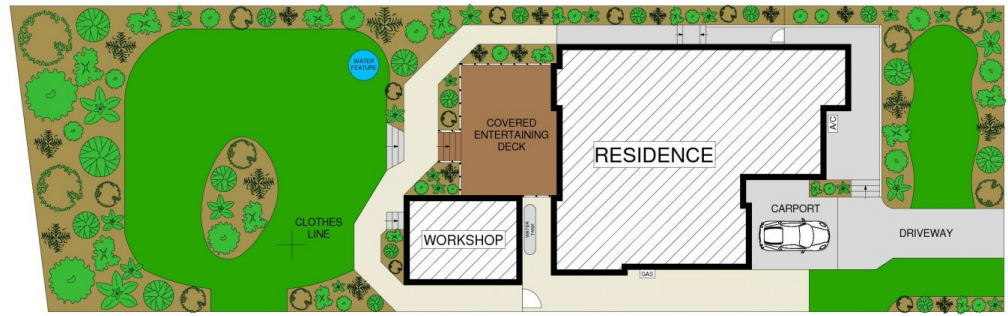 WATER
FEATURE
COVERED
ENTERTAINING
DECK
RESIDENCE
A/C
CARPORT
DRIVEWAY
CLOTHES
LINE
WORKSHOP
WATER
TANK
GAS